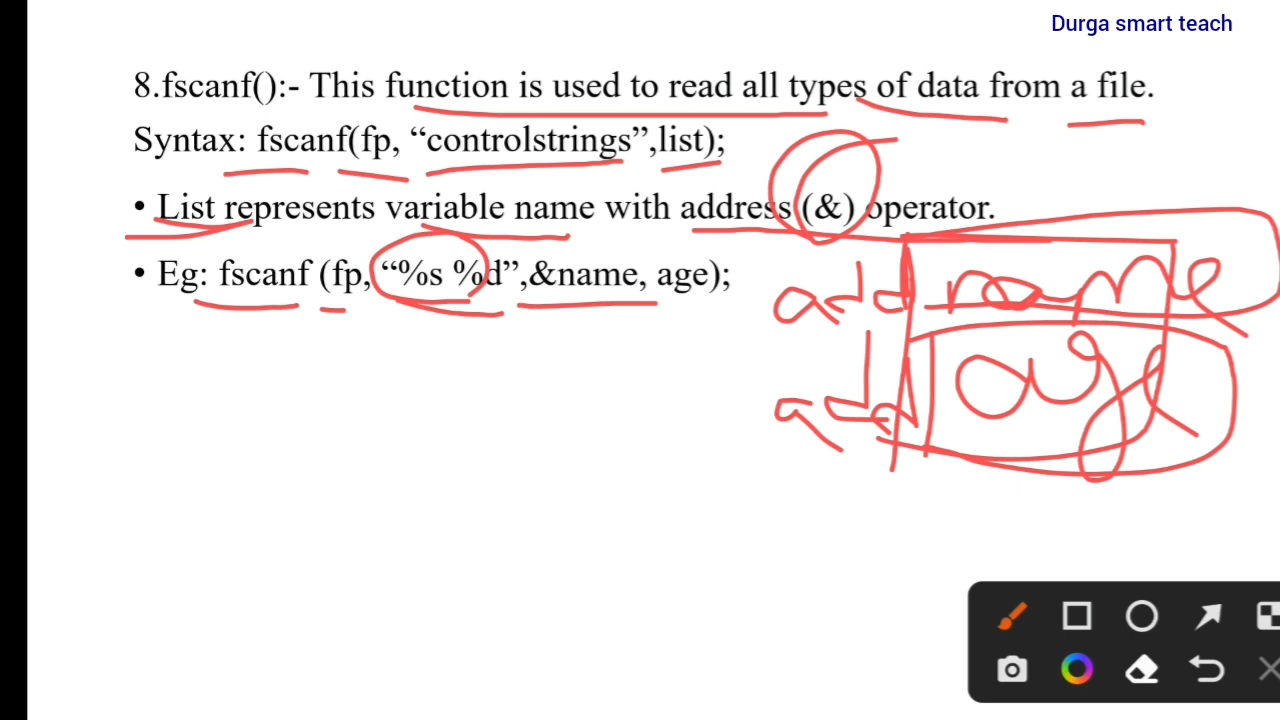 Durga smart teach
8.fscanf():- This function is used to read all types of data from a file.
Syntax: fscanf(fp, “controlstrings”,list);
• List represents variable name with address (&) operator.
• Eg: fscanf (fp, “%s %d”,&name, age);
add name
add age